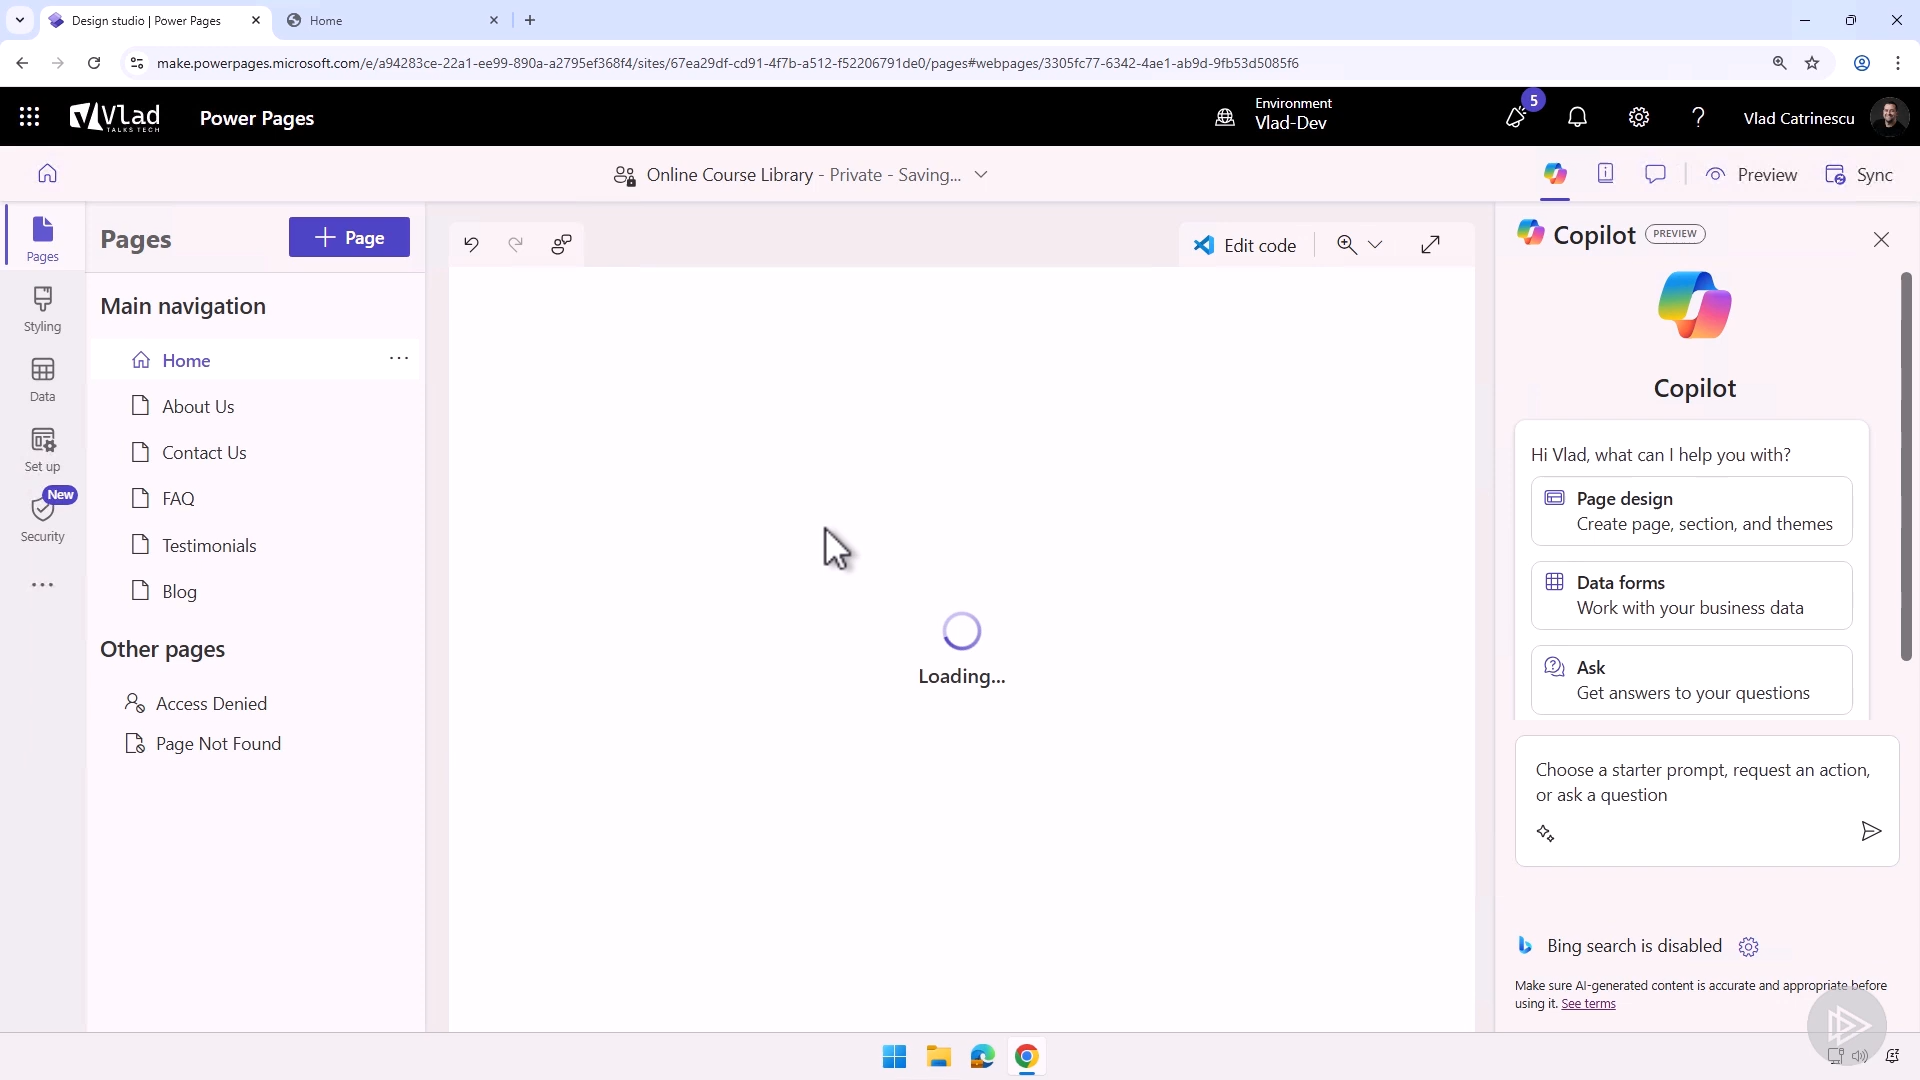 Design studio | Power Pages
Home
make.powerpages.microsoft.com/e/a94283ce-22a1-ee99-890a-a2795ef368f4/sites/67ea29df-cd91-4f7b-a512-f52206791de0/pages#webpages/3305fc77-6342-4ae1-ab9d-9fb53d5085f6
Vlad
TALKS TECH
Power Pages
Environment
Vlad-Dev
5
Vlad Catrinescu
Online Course Library - Private - Saving...
Preview
Sync
Pages
Styling
Data
Set up
New
Security
Pages
Page
Main navigation
Home
About Us
Contact Us
FAQ
Testimonials
Blog
Other pages
Access Denied
Page Not Found
Edit code
Loading...
Copilot PREVIEW
Copilot
Hi Vlad, what can I help you with?
Page design
Create page, section, and themes
Data forms
Work with your business data
Ask
Get answers to your questions
Choose a starter prompt, request an action,
or ask a question
Bing search is disabled
Make sure AI-generated content is accurate and appropriate before
using it. See terms